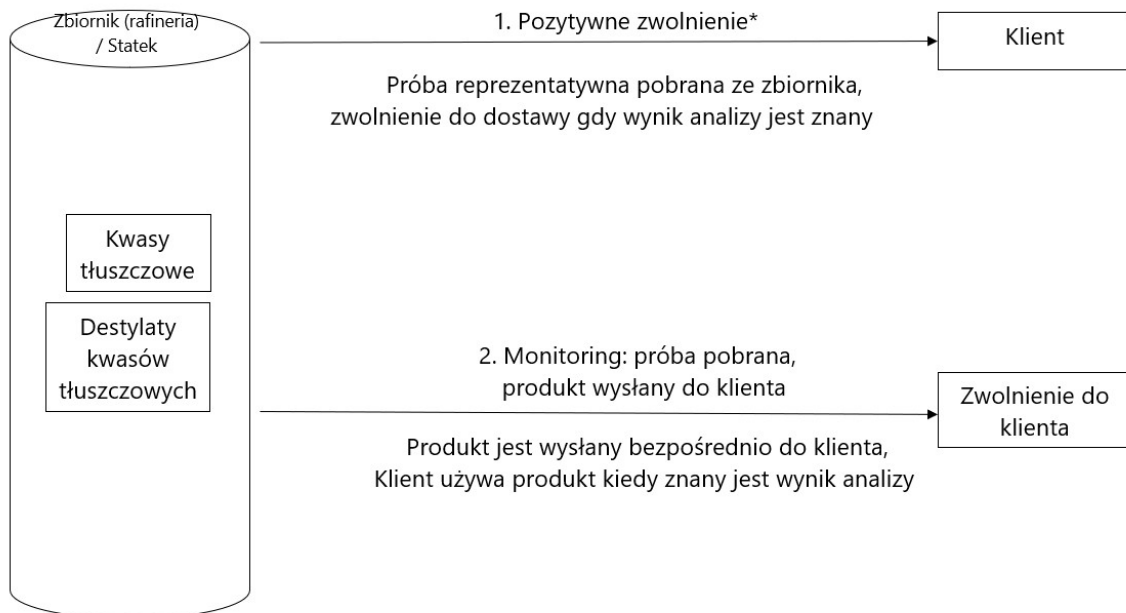 Zbiornik (rafineria)
/ Statek
1. Pozytywne zwolnienie*
Klient
Próba reprezentatywna pobrana ze zbiornika,
zwolnienie do dostawy gdy wynik analizy jest znany
Kwasy
tłuszczowe
Destylaty
kwasów
tłuszczowych
2. Monitoring: próba pobrana,
produkt wysłany do klienta
Zwolnienie do
klienta
Produkt jest wysłany bezpośrednio do klienta,
Klient używa produkt kiedy znany jest wynik analizy